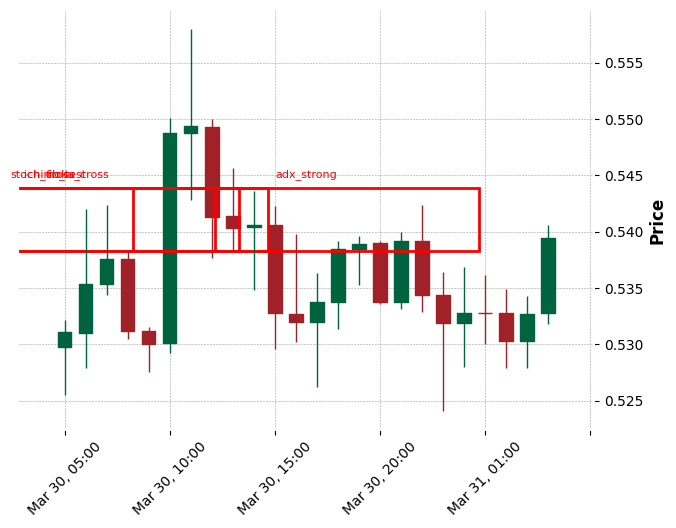 0.555
0.550
adx_strong
0.545
0.540
Price
0.535
0.530
0.525
Mar 30, 05:00
Mar 30, 10:00
Mar 30, 15:00
Mar 30, 20:00
Mar 31, 01:00